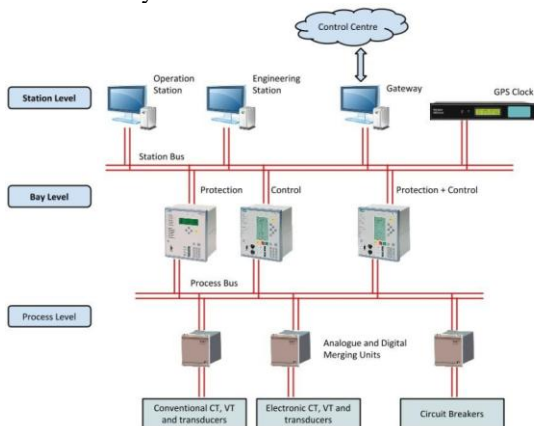 Control Centre
Operation
Station
Engineering
Station
Gateway
GPS Clock
Station Level
Station Bus
Bay Level
Protection
Control
Protection + Control
Process Bus
Process Level
Analogue and Digital
Merging Units
Conventional CT, VT
and transducers
Electronic CT, VT and
transducers
Circuit Breakers